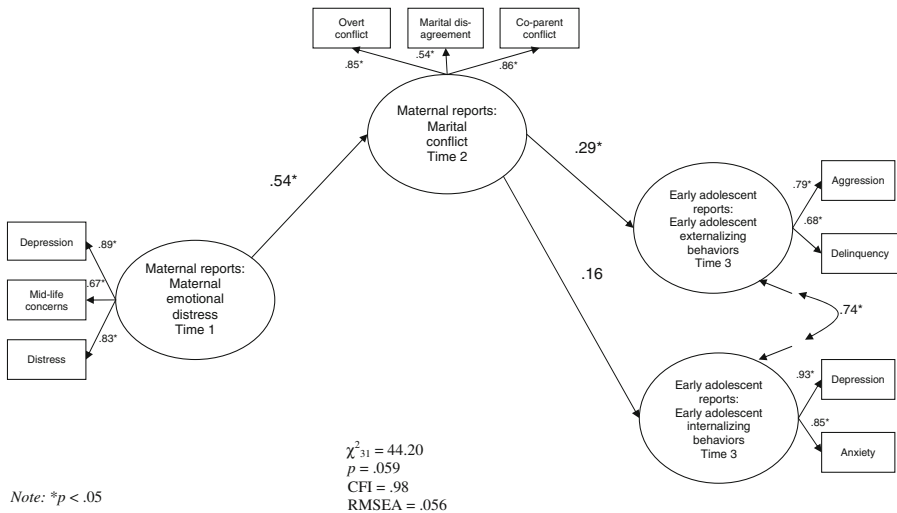 Overt
conflict
Marital dis-
agreement
Co-parent
conflict
.85*
.54*
.86*
Maternal reports:
Marital
conflict
Time 2
.54*
.29*
.16
Depression
Mid-life
concerns
Distress
.89*
.67*
.83*
Maternal reports:
Maternal
emotional
distress
Time 1
Early adolescent
reports:
Early adolescent
externalizing
behaviors
Time 3
.79*
.68*
Aggression
Delinquency
.74*
Early adolescent
reports:
Early adolescent
internalizing
behaviors
Time 3
.93*
.85*
Depression
Anxiety
χ²₃₁ = 44.20
p = .059
CFI = .98
RMSEA = .056
Note: *p < .05